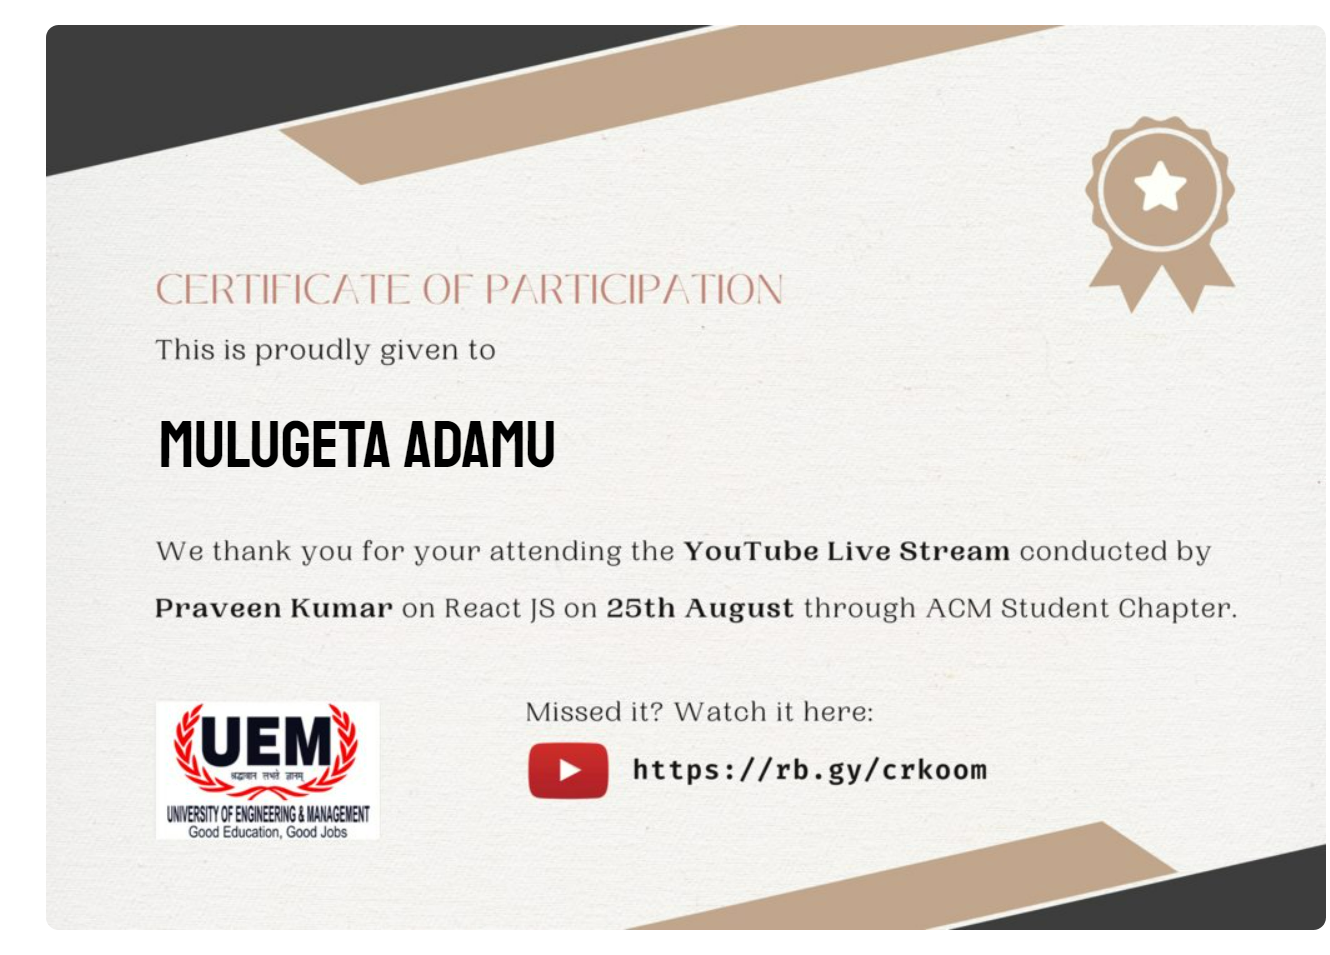 CERTIFICATE OF PARTICIPATION
This is proudly given to
MULUGETA ADAMU
We thank you for your attending the YouTube Live Stream conducted by
Praveen Kumar on React JS on 25th August through ACM Student Chapter.
UEM
श्रद्धावान लभते ज्ञानम्
UNIVERSITY OF ENGINEERING & MANAGEMENT
Good Education, Good Jobs
Missed it? Watch it here:
https://rb.gy/crkoom